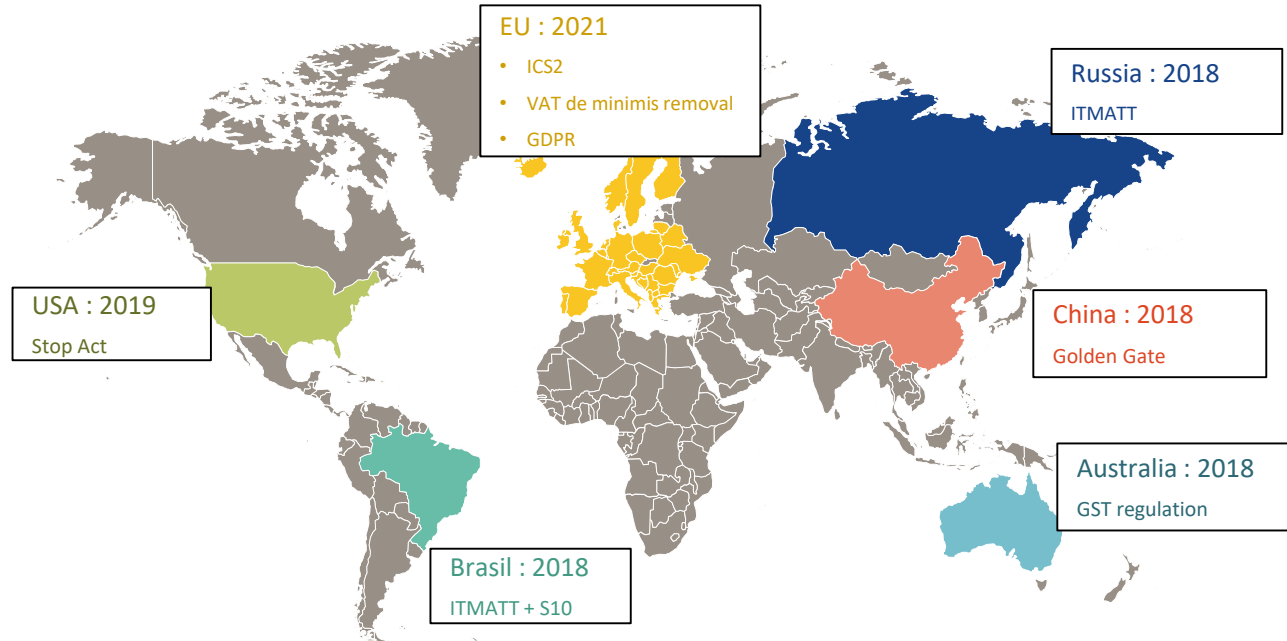 EU : 2021
• ICS2
• VAT de minimis removal
• GDPR
Russia : 2018
ITMATT
USA : 2019
Stop Act
China : 2018
Golden Gate
Australia : 2018
GST regulation
Brasil : 2018
ITMATT + S10